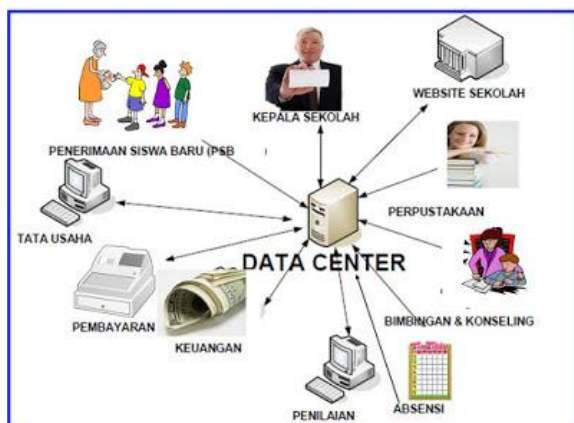 KEPALA SEKOLAH
WEBSITE SEKOLAH
PENERIMAAN SISWA BARU (PSB )
PERPUSTAKAAN
TATA USAHA
DATA CENTER
PEMBAYARAN
KEUANGAN
BIMBINGAN & KONSELING
PENILAIAN
ABSENSI